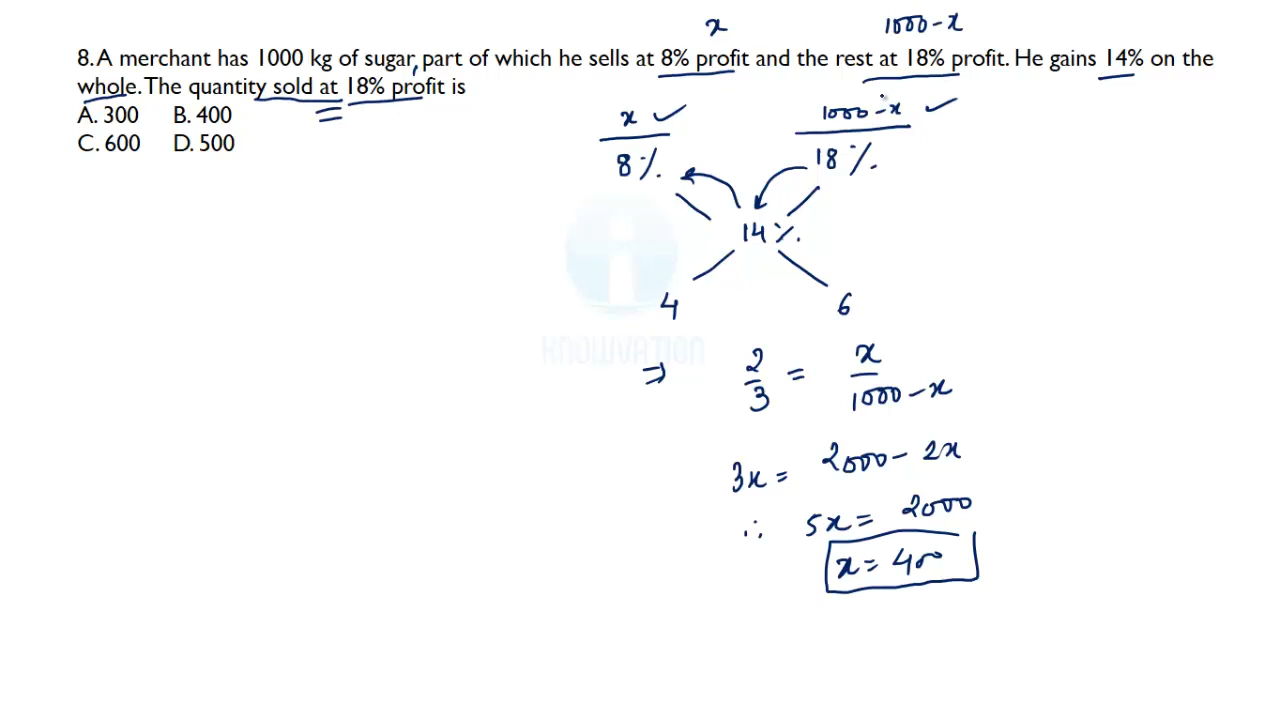 x 1000-x
8.A merchant has 1000 kg of sugar, part of which he sells at 8% profit and the rest at 18% profit. He gains 14% on the
whole. The quantity sold at 18% profit is
A. 300 B. 400
C. 600 D. 500
x ✓ 1000-x ✓
8% 18%
14%
4 6
KNOWVATION
⇒ 2/3 = x/1000-x
3x = 2000-2x
∴ 5x = 2000
x = 400